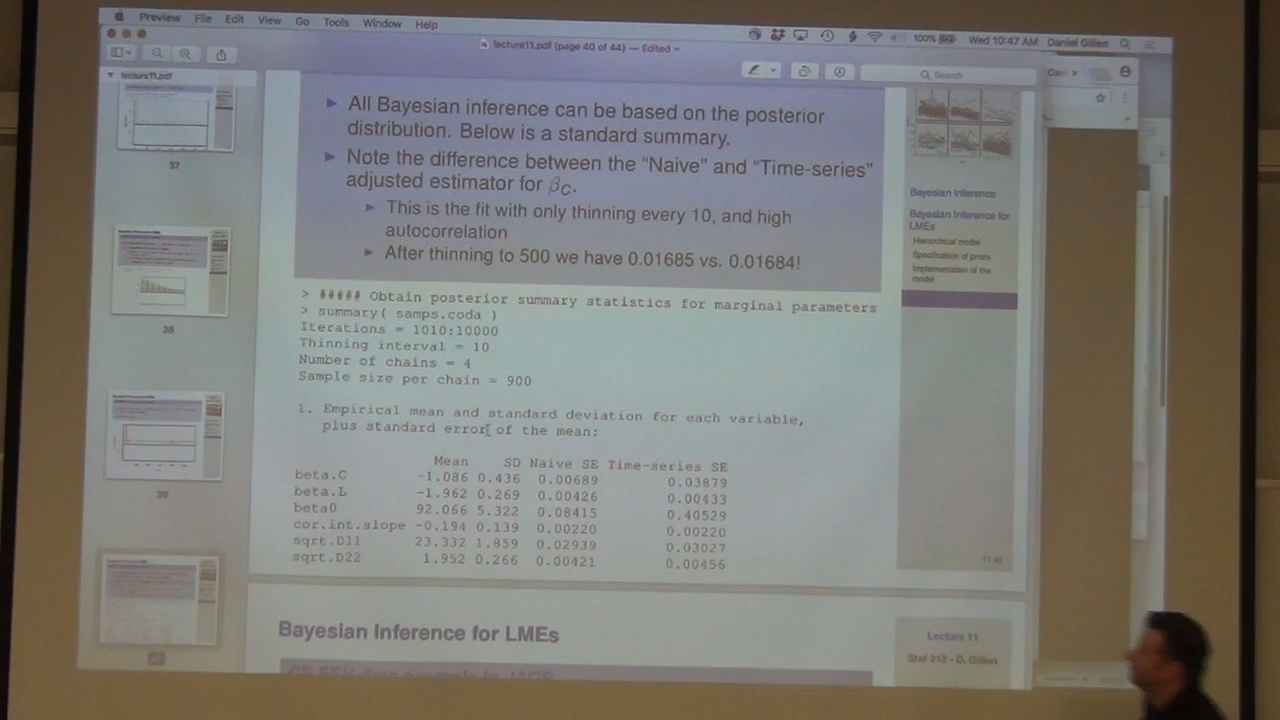 Preview File Edit View Go Tools Window Help
100% Wed 10:47 AM Daniel Gillen
lecture11.pdf (page 40 of 44) — Edited
Search
lecture11.pdf
37
38
39
40
▸ All Bayesian inference can be based on the posterior
distribution. Below is a standard summary.
▸ Note the difference between the "Naive" and "Time-series"
adjusted estimator for βC.
▸ This is the fit with only thinning every 10, and high
autocorrelation
▸ After thinning to 500 we have 0.01685 vs. 0.01684!
> ##### Obtain posterior summary statistics for marginal parameters
> summary( samps.coda )
Iterations = 1010:10000
Thinning interval = 10
Number of chains = 4
Sample size per chain = 900
1. Empirical mean and standard deviation for each variable,
plus standard error of the mean:
Mean SD Naive SE Time-series SE
beta.C -1.086 0.436 0.00689 0.03879
beta.L -1.962 0.269 0.00426 0.00433
beta0 92.066 5.322 0.08415 0.40529
cor.int.slope -0.194 0.139 0.00220 0.00220
sqrt.D11 23.332 1.859 0.02939 0.03027
sqrt.D22 1.952 0.266 0.00421 0.00456
Bayesian Inference
Bayesian Inference for
LMEs
Hierarchical model
Specification of priors
Implementation of the
model
11.40
Bayesian Inference for LMEs
Lecture 11
Stat 212 - D. Gillen